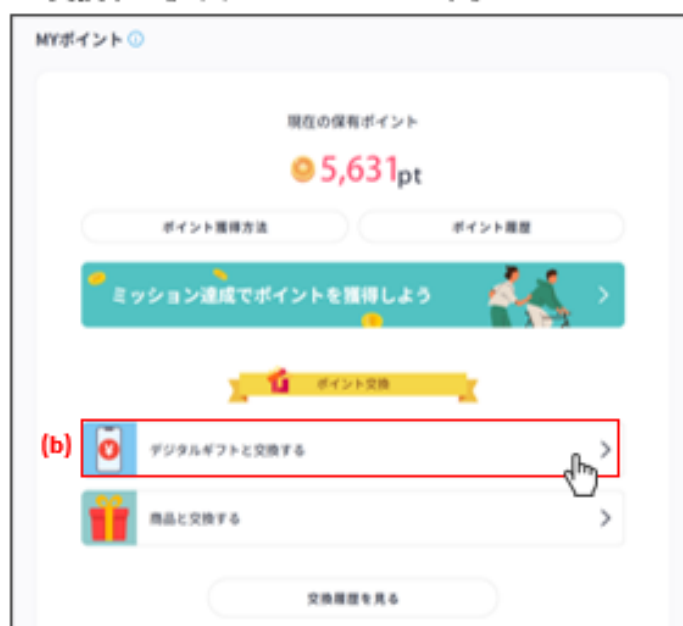 MYポイント
現在の保有ポイント
5,631pt
ポイント獲得方法
ポイント履歴
ミッション達成でポイントを獲得しよう
ポイント交換
(b)
デジタルギフトと交換する
商品と交換する
交換履歴を見る